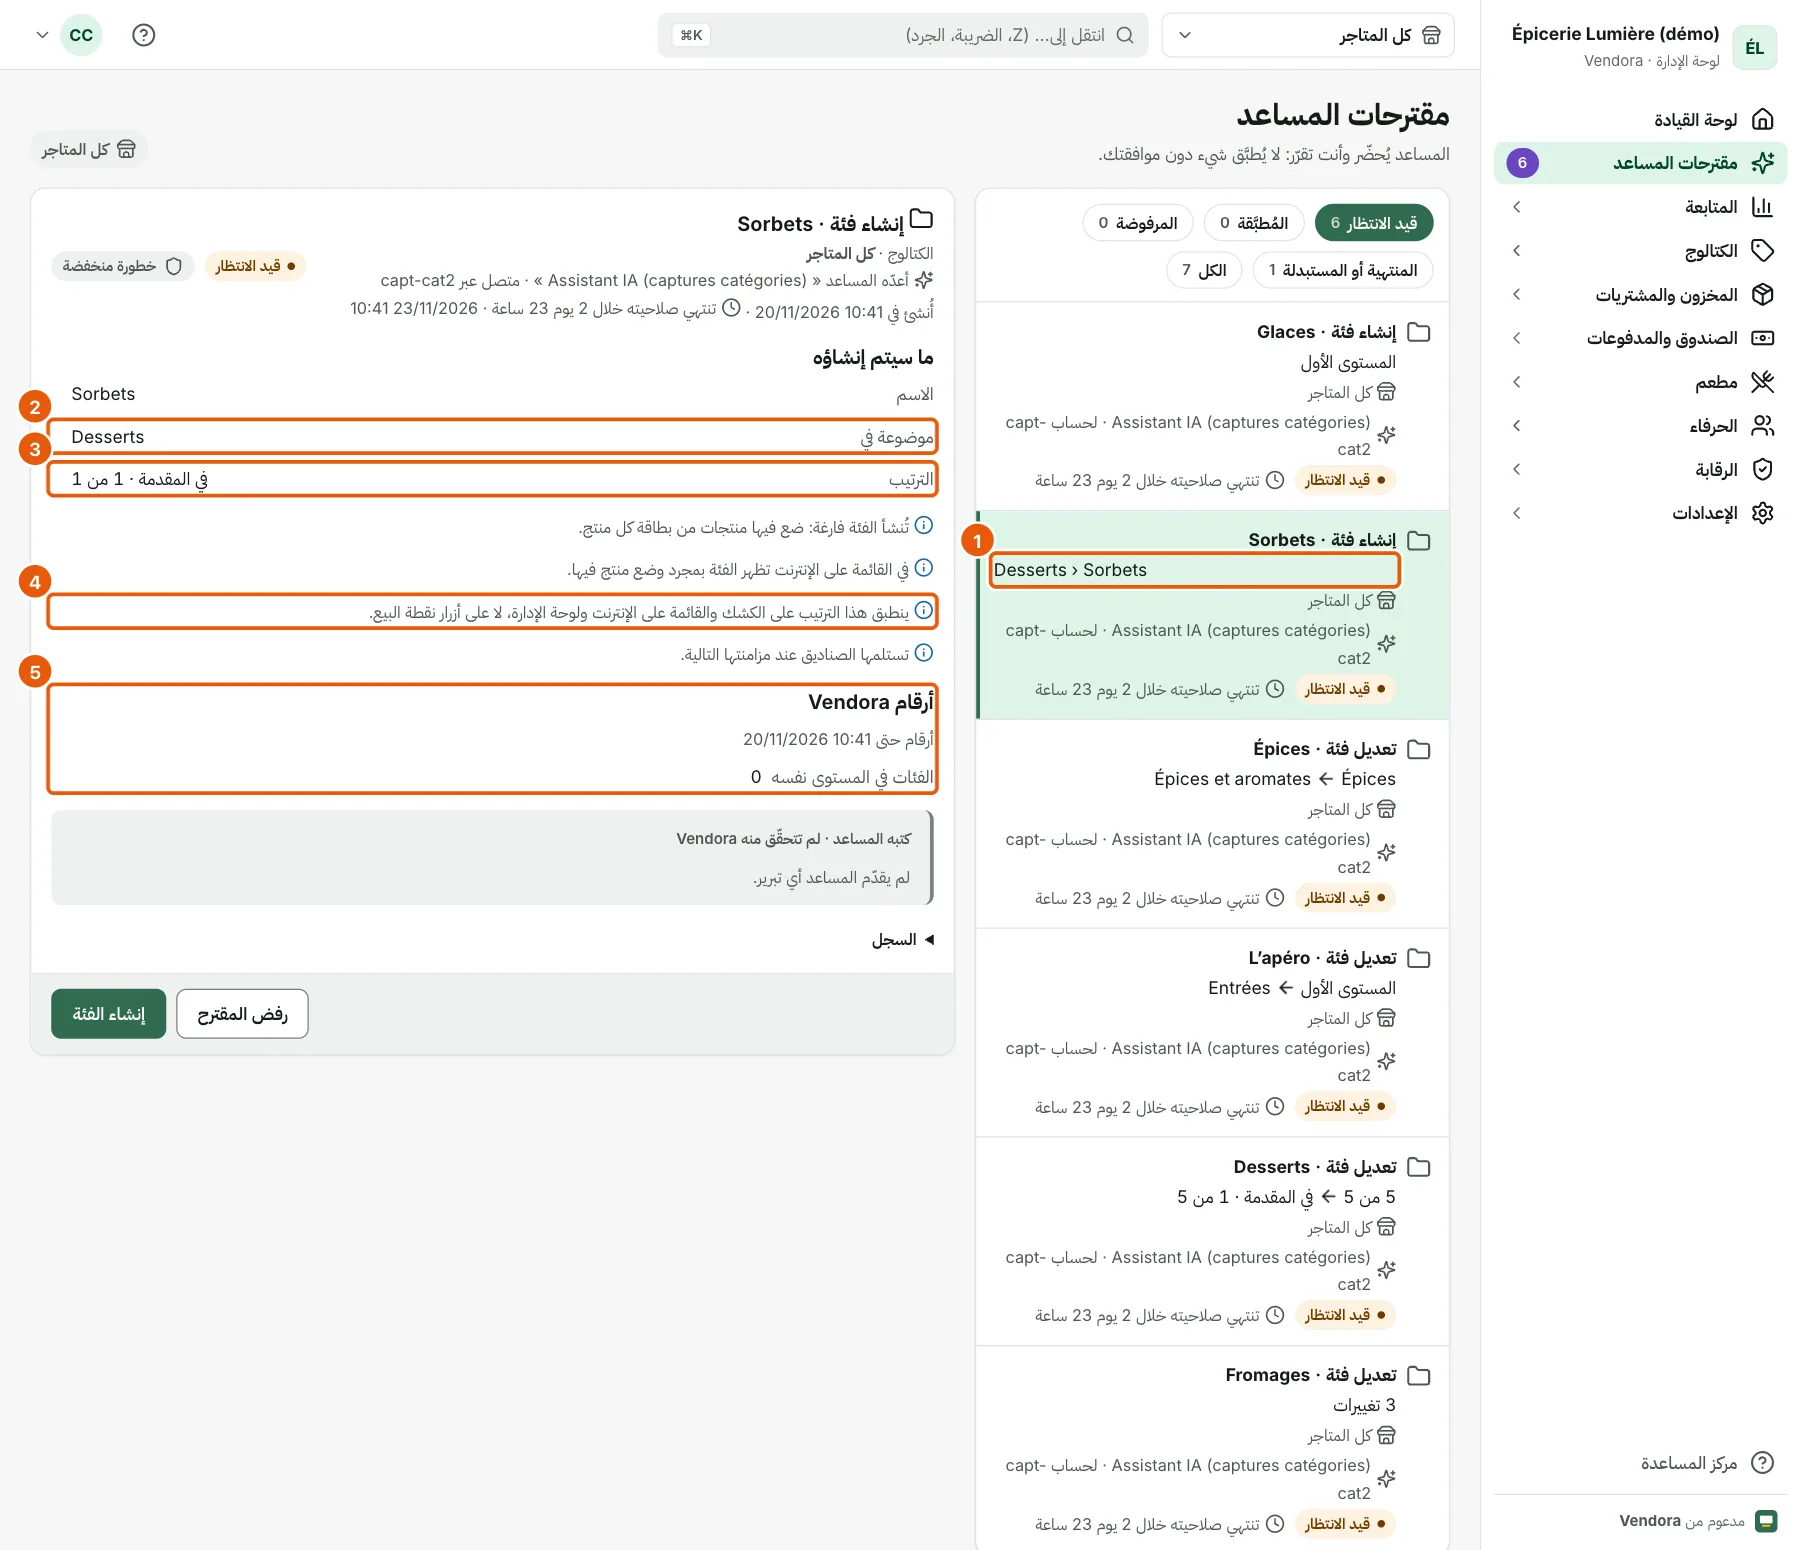 Épicerie Lumière (démo)
ÉL
لوحة الإدارة · Vendora
لوحة القيادة
مقترحات المساعد
6
المتابعة
الكتالوج
المخزون والمشتريات
الصندوق والمدفوعات
مطعم
الحرفاء
الرقابة
الإعدادات
مركز المساعدة
مدعوم من Vendora
كل المتاجر
انتقل إلى... (Z، الضريبة، الجرد)
⌘K
CC
مقترحات المساعد
المساعد يُحضّر وأنت تقرّر: لا يُطبَّق شيء دون موافقتك.
كل المتاجر
قيد الانتظار 6
المُطبَّقة 0
المرفوضة 0
المنتهية أو المستبدلة 1
الكل 7
إنشاء فئة · Glaces
المستوى الأول
كل المتاجر
Assistant IA (captures catégories) · لحساب capt-
cat2
قيد الانتظار
تنتهي صلاحيته خلال 2 يوم 23 ساعة
1
إنشاء فئة · Sorbets
Desserts › Sorbets
كل المتاجر
Assistant IA (captures catégories) · لحساب capt-
cat2
قيد الانتظار
تنتهي صلاحيته خلال 2 يوم 23 ساعة
تعديل فئة · Épices
Épices ← Épices et aromates
كل المتاجر
Assistant IA (captures catégories) · لحساب capt-
cat2
قيد الانتظار
تنتهي صلاحيته خلال 2 يوم 23 ساعة
تعديل فئة · L’apéro
المستوى الأول ← Entrées
كل المتاجر
Assistant IA (captures catégories) · لحساب capt-
cat2
قيد الانتظار
تنتهي صلاحيته خلال 2 يوم 23 ساعة
تعديل فئة · Desserts
5 من 5 ← في المقدمة · 1 من 5
كل المتاجر
Assistant IA (captures catégories) · لحساب capt-
cat2
قيد الانتظار
تنتهي صلاحيته خلال 2 يوم 23 ساعة
تعديل فئة · Fromages
3 تغييرات
كل المتاجر
Assistant IA (captures catégories) · لحساب capt-
cat2
قيد الانتظار
تنتهي صلاحيته خلال 2 يوم 23 ساعة
إنشاء فئة · Sorbets
الكتالوج · كل المتاجر
قيد الانتظار
خطورة منخفضة
أعدّه المساعد « Assistant IA (captures catégories) » · متصل عبر capt-cat2
أُنشئ في 20/11/2026 10:41 · تنتهي صلاحيته خلال 2 يوم 23 ساعة · 23/11/2026 10:41
ما سيتم إنشاؤه
الاسم Sorbets
2
موضوعة في Desserts
3
الترتيب في المقدمة · 1 من 1
تُنشأ الفئة فارغة: ضع فيها منتجات من بطاقة كل منتج.
في القائمة على الإنترنت تظهر الفئة بمجرد وضع منتج فيها.
4
ينطبق هذا الترتيب على الكشك والقائمة على الإنترنت ولوحة الإدارة، لا على أزرار نقطة البيع.
تستلمها الصناديق عند مزامنتها التالية.
5
أرقام Vendora
أرقام حتى 20/11/2026 10:41
الفئات في المستوى نفسه 0
كتبه المساعد · لم تتحقّق منه Vendora
لم يقدّم المساعد أي تبرير.
السجل
رفض المقترح
إنشاء الفئة